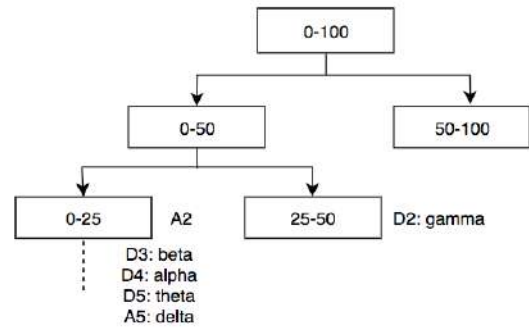 0-100
0-50
50-100
0-25
A2
25-50
D2: gamma
D3: beta
D4: alpha
D5: theta
A5: delta